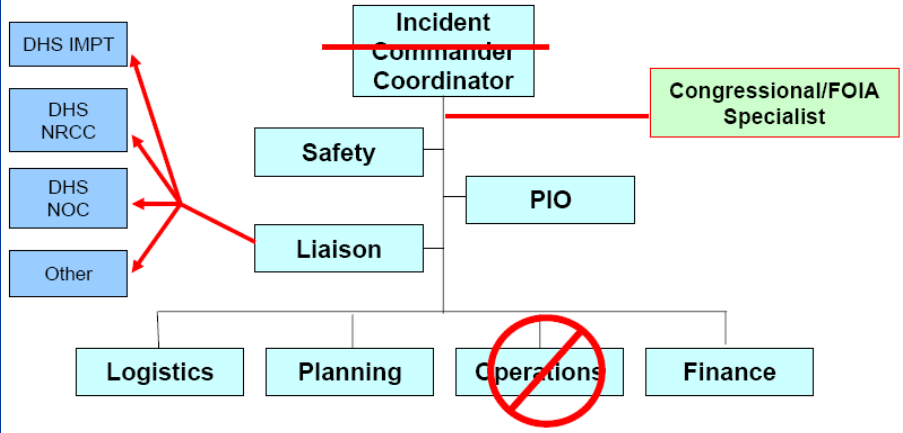 Incident
Commander
Coordinator
DHS IMPT
DHS
NRCC
DHS
NOC
Other
Congressional/FOIA
Specialist
Safety
PIO
Liaison
Logistics
Planning
Operations
Finance